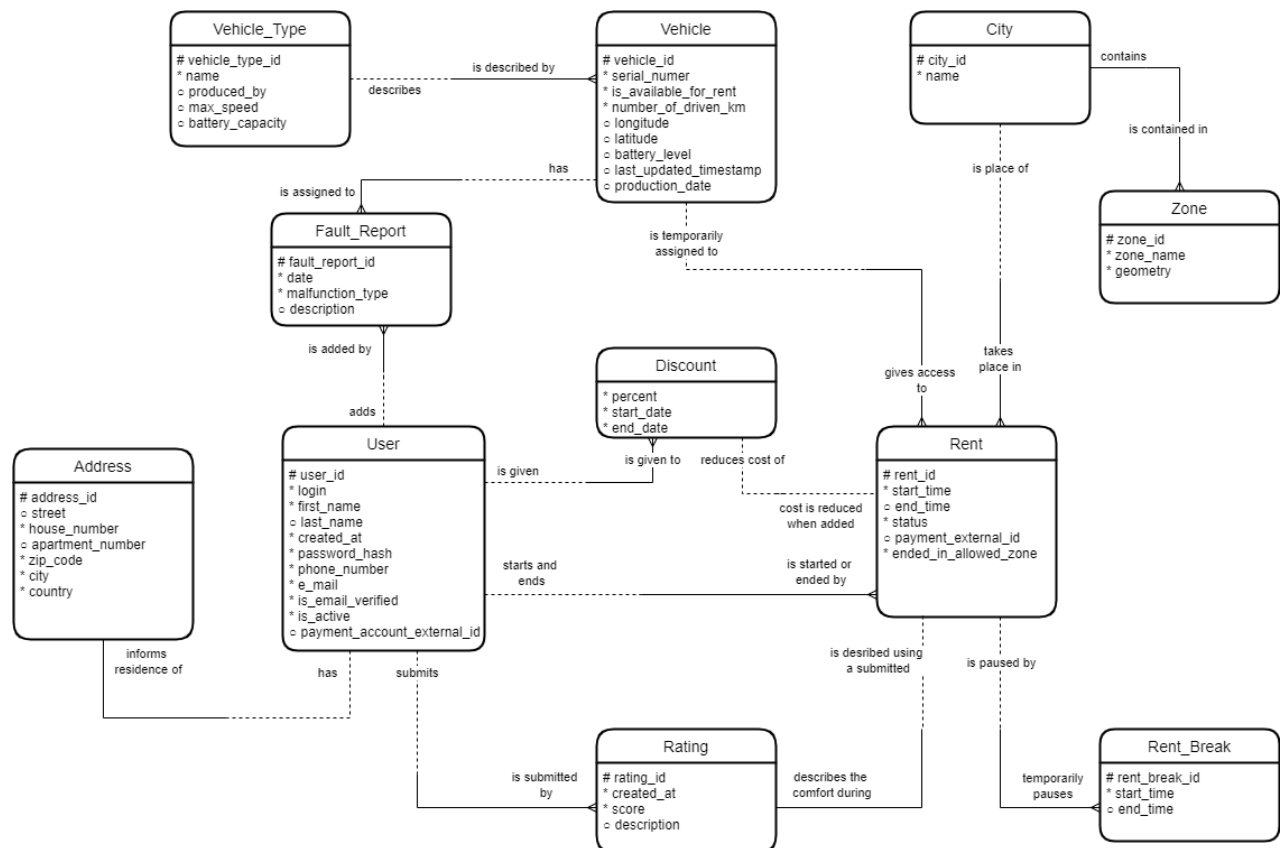 Vehicle_Type
# vehicle_type_id
* name
○ produced_by
○ max_speed
○ battery_capacity
is described by
describes
Vehicle
# vehicle_id
* serial_numer
* is_available_for_rent
* number_of_driven_km
○ longitude
○ latitude
○ battery_level
○ last_updated_timestamp
○ production_date
City
# city_id
* name
contains
is contained in
is place of
Zone
# zone_id
* zone_name
* geometry
has
is assigned to
Fault_Report
# fault_report_id
* date
* malfunction_type
○ description
is temporarily
assigned to
is added by
adds
Discount
* percent
* start_date
* end_date
gives access
to
takes
place in
is given
is given to
reduces cost of
cost is reduced
when added
Address
# address_id
○ street
* house_number
○ apartment_number
* zip_code
* city
* country
User
# user_id
* login
* first_name
○ last_name
* created_at
* password_hash
* phone_number
* e_mail
* is_email_verified
* is_active
○ payment_account_external_id
starts and
ends
is started or
ended by
Rent
# rent_id
* start_time
○ end_time
* status
○ payment_external_id
* ended_in_allowed_zone
informs
residence of
has
submits
is desribed using
a submitted
is paused by
is submitted
by
Rating
# rating_id
* created_at
* score
○ description
describes the
comfort during
temporarily
pauses
Rent_Break
# rent_break_id
* start_time
○ end_time